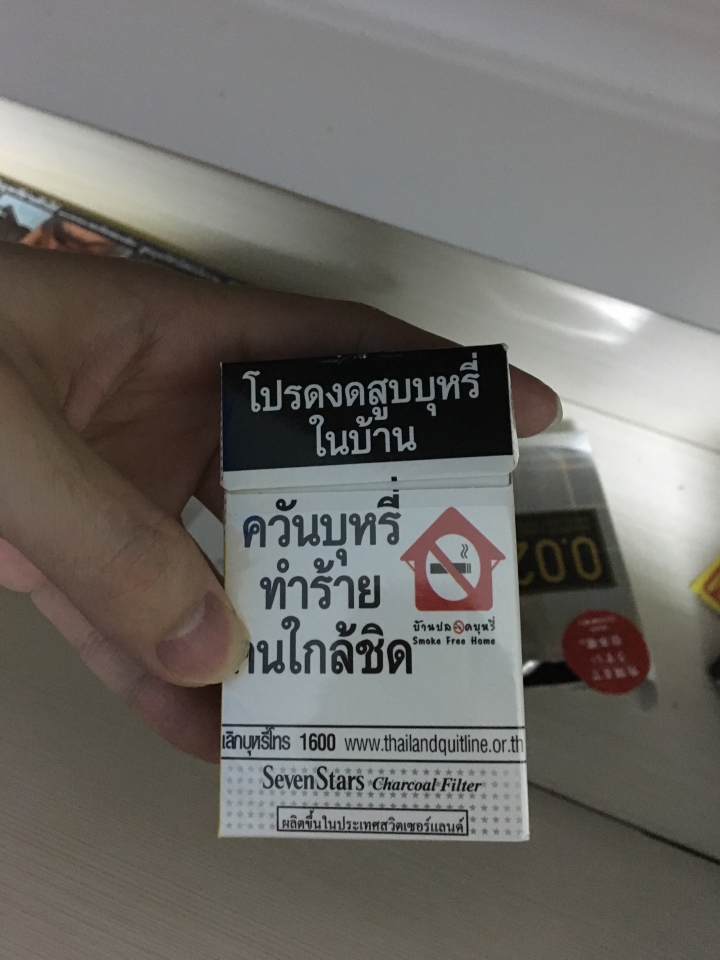 โปรดงดสูบบุหรี่
ในบ้าน
ควันบุหรี่
ทำร้าย
คนใกล้ชิด
บ้านปลอดบุหรี่
Smoke Free Home
เลิกบุหรี่โทร 1600 www.thailandquitline.or.th
SevenStars Charcoal Filter
ผลิตขึ้นในประเทศสวิตเซอร์แลนด์
0.02